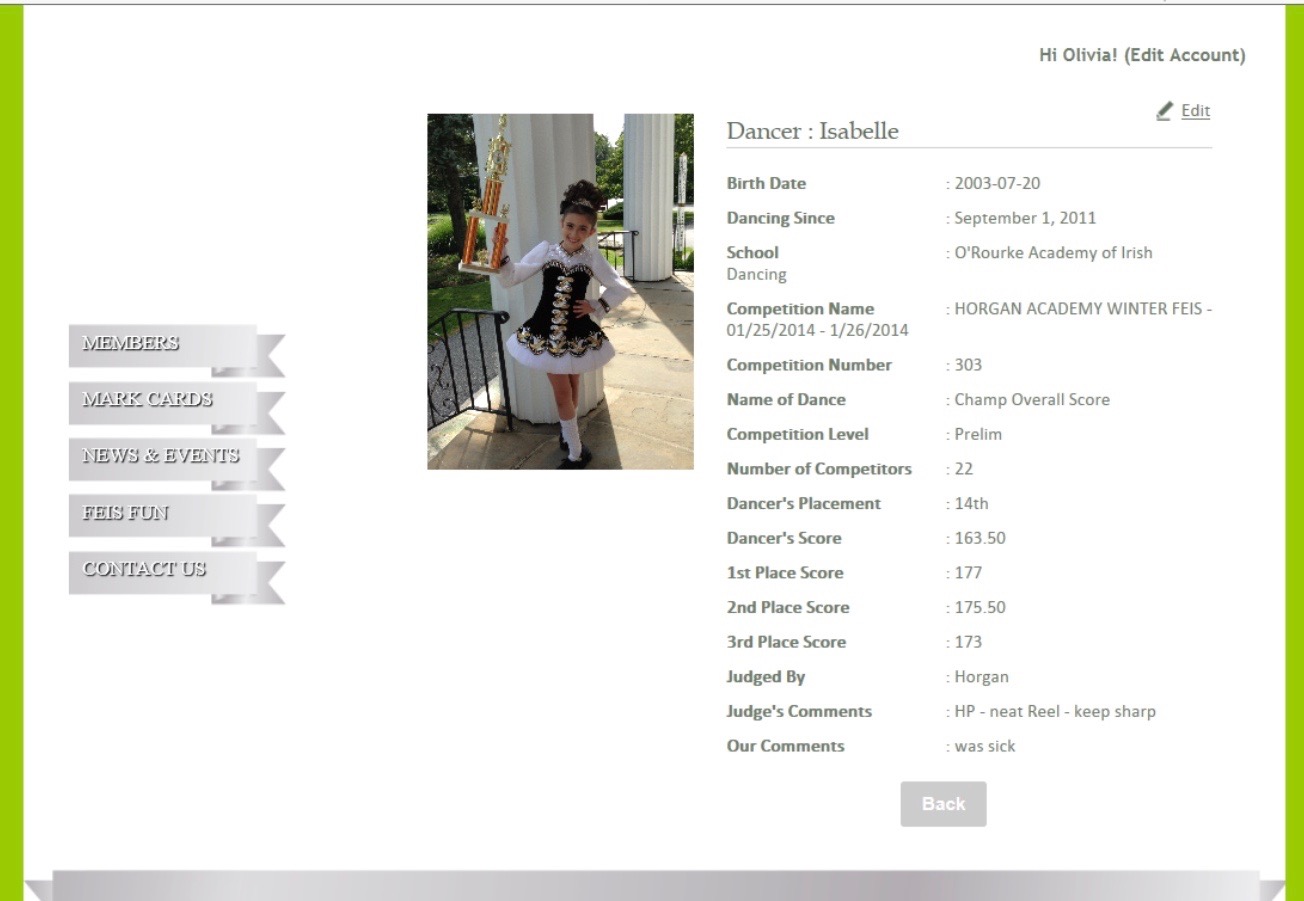 Hi Olivia! (Edit Account)
Edit
Dancer : Isabelle
Birth Date : 2003-07-20
Dancing Since : September 1, 2011
School : O'Rourke Academy of Irish
Dancing
Competition Name : HORGAN ACADEMY WINTER FEIS -
01/25/2014 - 1/26/2014
Competition Number : 303
Name of Dance : Champ Overall Score
Competition Level : Prelim
Number of Competitors : 22
Dancer's Placement : 14th
Dancer's Score : 163.50
1st Place Score : 177
2nd Place Score : 175.50
3rd Place Score : 173
Judged By : Horgan
Judge's Comments : HP - neat Reel - keep sharp
Our Comments : was sick
Back
MEMBERS
MARK CARDS
NEWS & EVENTS
FEIS FUN
CONTACT US